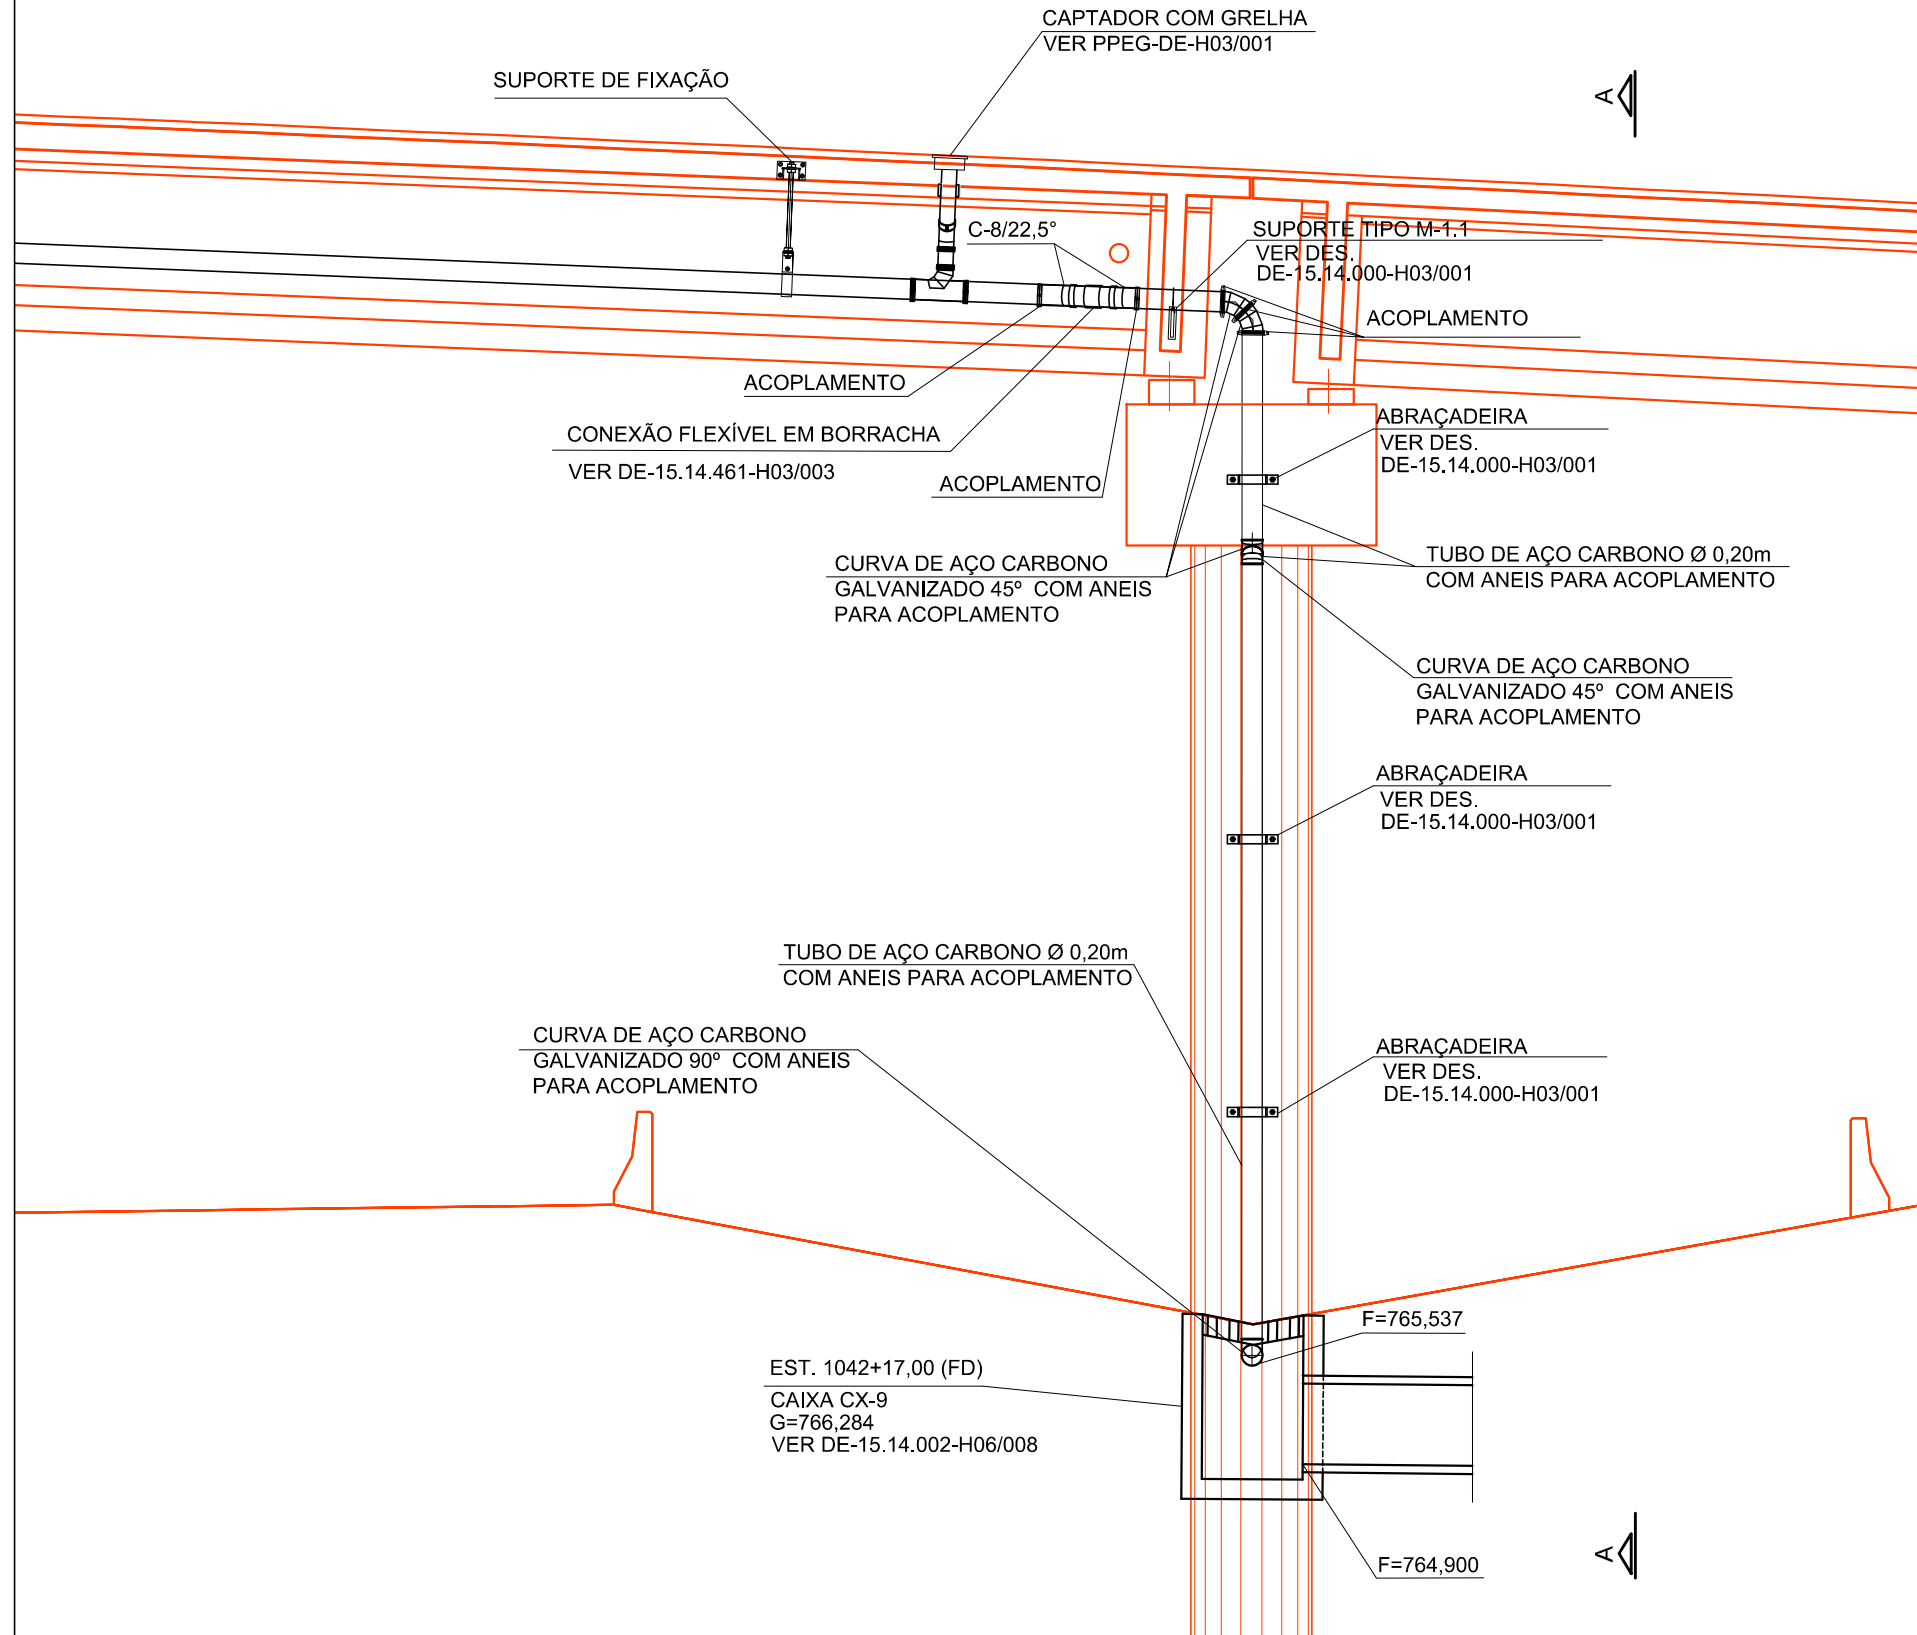 CAPTADOR COM GRELHA
VER PPEG-DE-H03/001
SUPORTE DE FIXAÇÃO
A
C-8/22,5°
SUPORTE TIPO M-1.1
VER DES.
DE-15.14.000-H03/001
ACOPLAMENTO
ACOPLAMENTO
CONEXÃO FLEXÍVEL EM BORRACHA
VER DE-15.14.461-H03/003
ACOPLAMENTO
ABRAÇADEIRA
VER DES.
DE-15.14.000-H03/001
CURVA DE AÇO CARBONO
GALVANIZADO 45º COM ANEIS
PARA ACOPLAMENTO
TUBO DE AÇO CARBONO Ø 0,20m
COM ANEIS PARA ACOPLAMENTO
CURVA DE AÇO CARBONO
GALVANIZADO 45º COM ANEIS
PARA ACOPLAMENTO
ABRAÇADEIRA
VER DES.
DE-15.14.000-H03/001
TUBO DE AÇO CARBONO Ø 0,20m
COM ANEIS PARA ACOPLAMENTO
CURVA DE AÇO CARBONO
GALVANIZADO 90º COM ANEIS
PARA ACOPLAMENTO
ABRAÇADEIRA
VER DES.
DE-15.14.000-H03/001
F=765,537
EST. 1042+17,00 (FD)
CAIXA CX-9
G=766,284
VER DE-15.14.002-H06/008
F=764,900
A